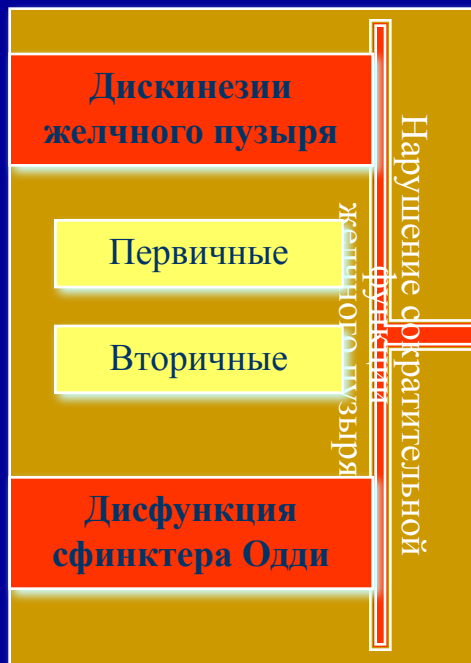 Дискинезии
желчного пузыря
Первичные
Вторичные
Дисфункция
сфинктера Одди
Нарушение сократительной
функции
желчного пузыря